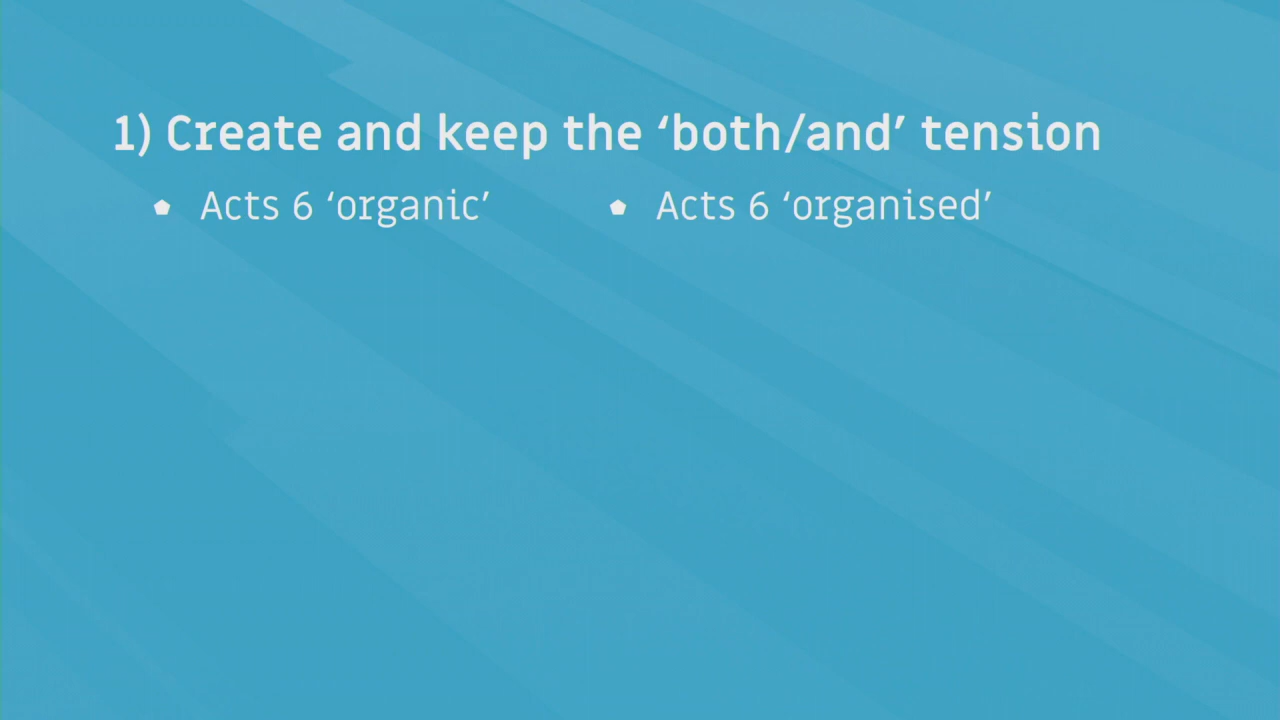 1) Create and keep the ‘both/and’ tension
Acts 6 ‘organic’
Acts 6 ‘organised’